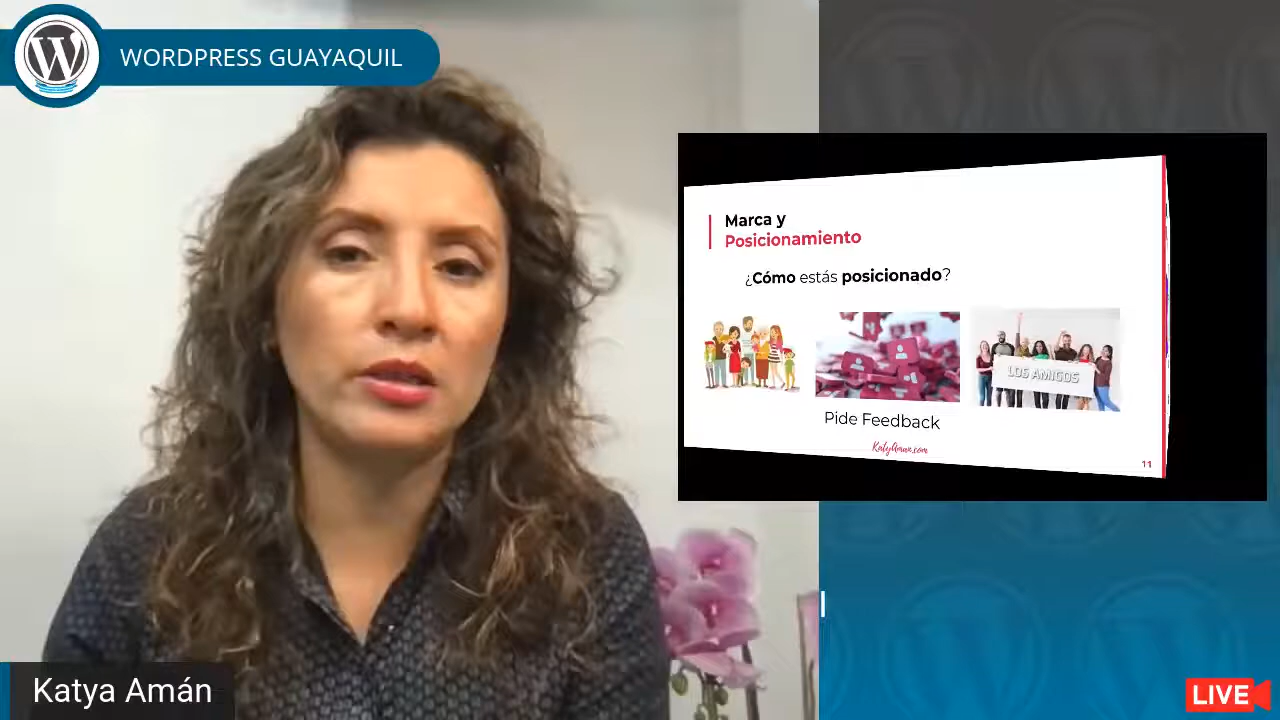 WORDPRESS GUAYAQUIL
Marca y
Posicionamiento
¿Cómo estás posicionado?
LOS AMIGOS
Pide Feedback
KatyAman.com
11
Katya Amán
LIVE